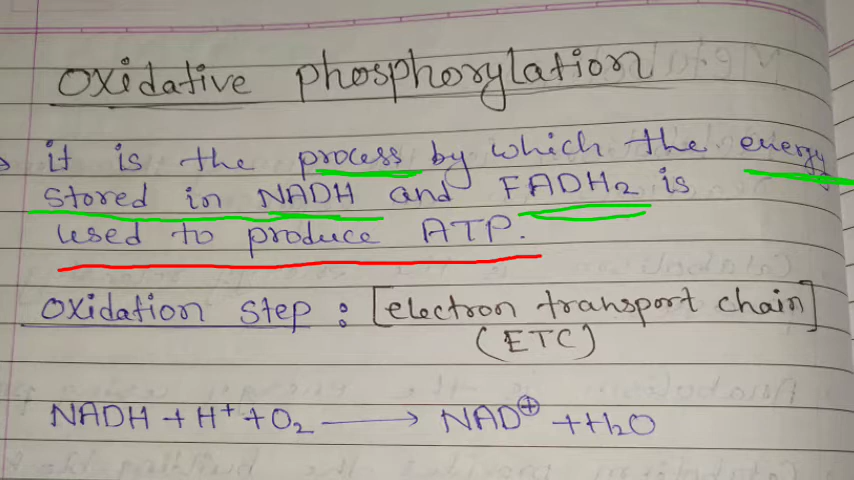 Oxidative phosphorylation
it is the process by which the energy
stored in NADH and FADH2 is
used to produce ATP.
Oxidation step : [electron transport chain]
(ETC)
NADH + H⁺ + O₂ ⟶ NAD⊕ + H₂O